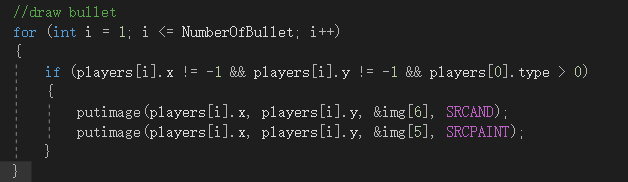 //draw bullet
for (int i = 1; i <= NumberOfBullet; i++)
{
if (players[i].x != -1 && players[i].y != -1 && players[0].type > 0)
{
putimage(players[i].x, players[i].y, &img[6], SRCAND);
putimage(players[i].x, players[i].y, &img[5], SRCPAINT);
}
}